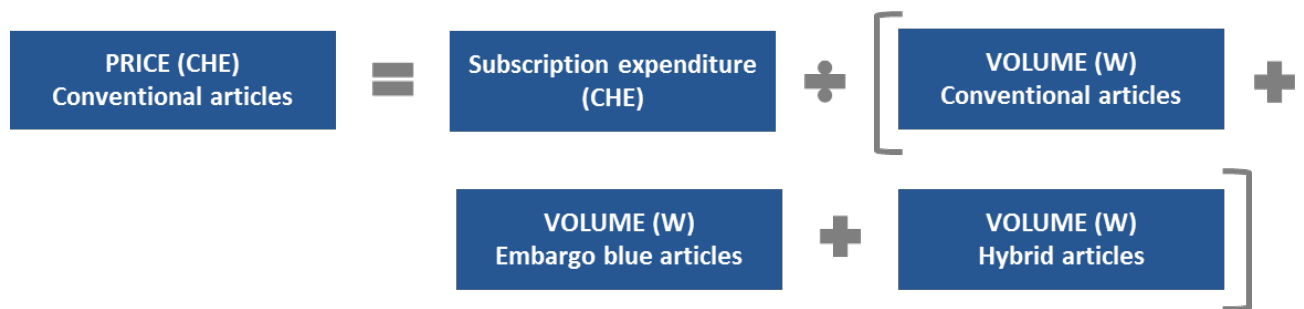 PRICE (CHE)
Conventional articles
=
Subscription expenditure
(CHE)
÷
[
VOLUME (W)
Conventional articles
+
VOLUME (W)
Embargo blue articles
+
VOLUME (W)
Hybrid articles
]